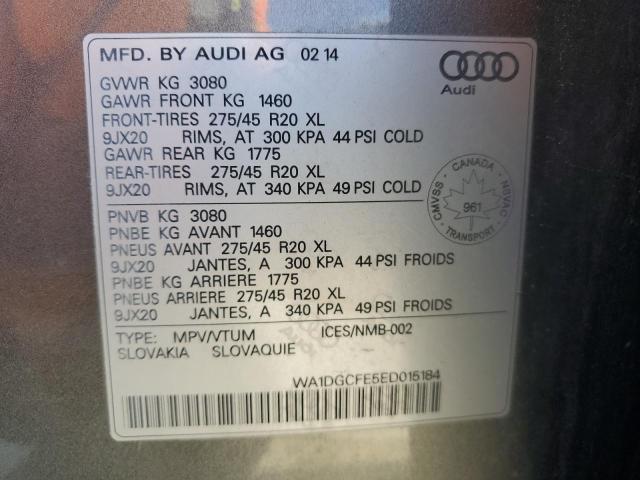 MFD. BY AUDI AG 02 14
Audi
GVWR KG 3080
GAWR FRONT KG 1460
FRONT-TIRES 275/45 R20 XL
9JX20 RIMS, AT 300 KPA 44 PSI COLD
GAWR REAR KG 1775
REAR-TIRES 275/45 R20 XL
9JX20 RIMS, AT 340 KPA 49 PSI COLD
CMVSS CANADA NSVAC
961
TRANSPORT
PNVB KG 3080
PNBE KG AVANT 1460
PNEUS AVANT 275/45 R20 XL
9JX20 JANTES, A 300 KPA 44 PSI FROIDS
PNBE KG ARRIERE 1775
PNEUS ARRIERE 275/45 R20 XL
9JX20 JANTES, A 340 KPA 49 PSI FROIDS
TYPE: MPV/VTUM ICES/NMB-002
SLOVAKIA SLOVAQUIE
WA1DGCFE5ED015184